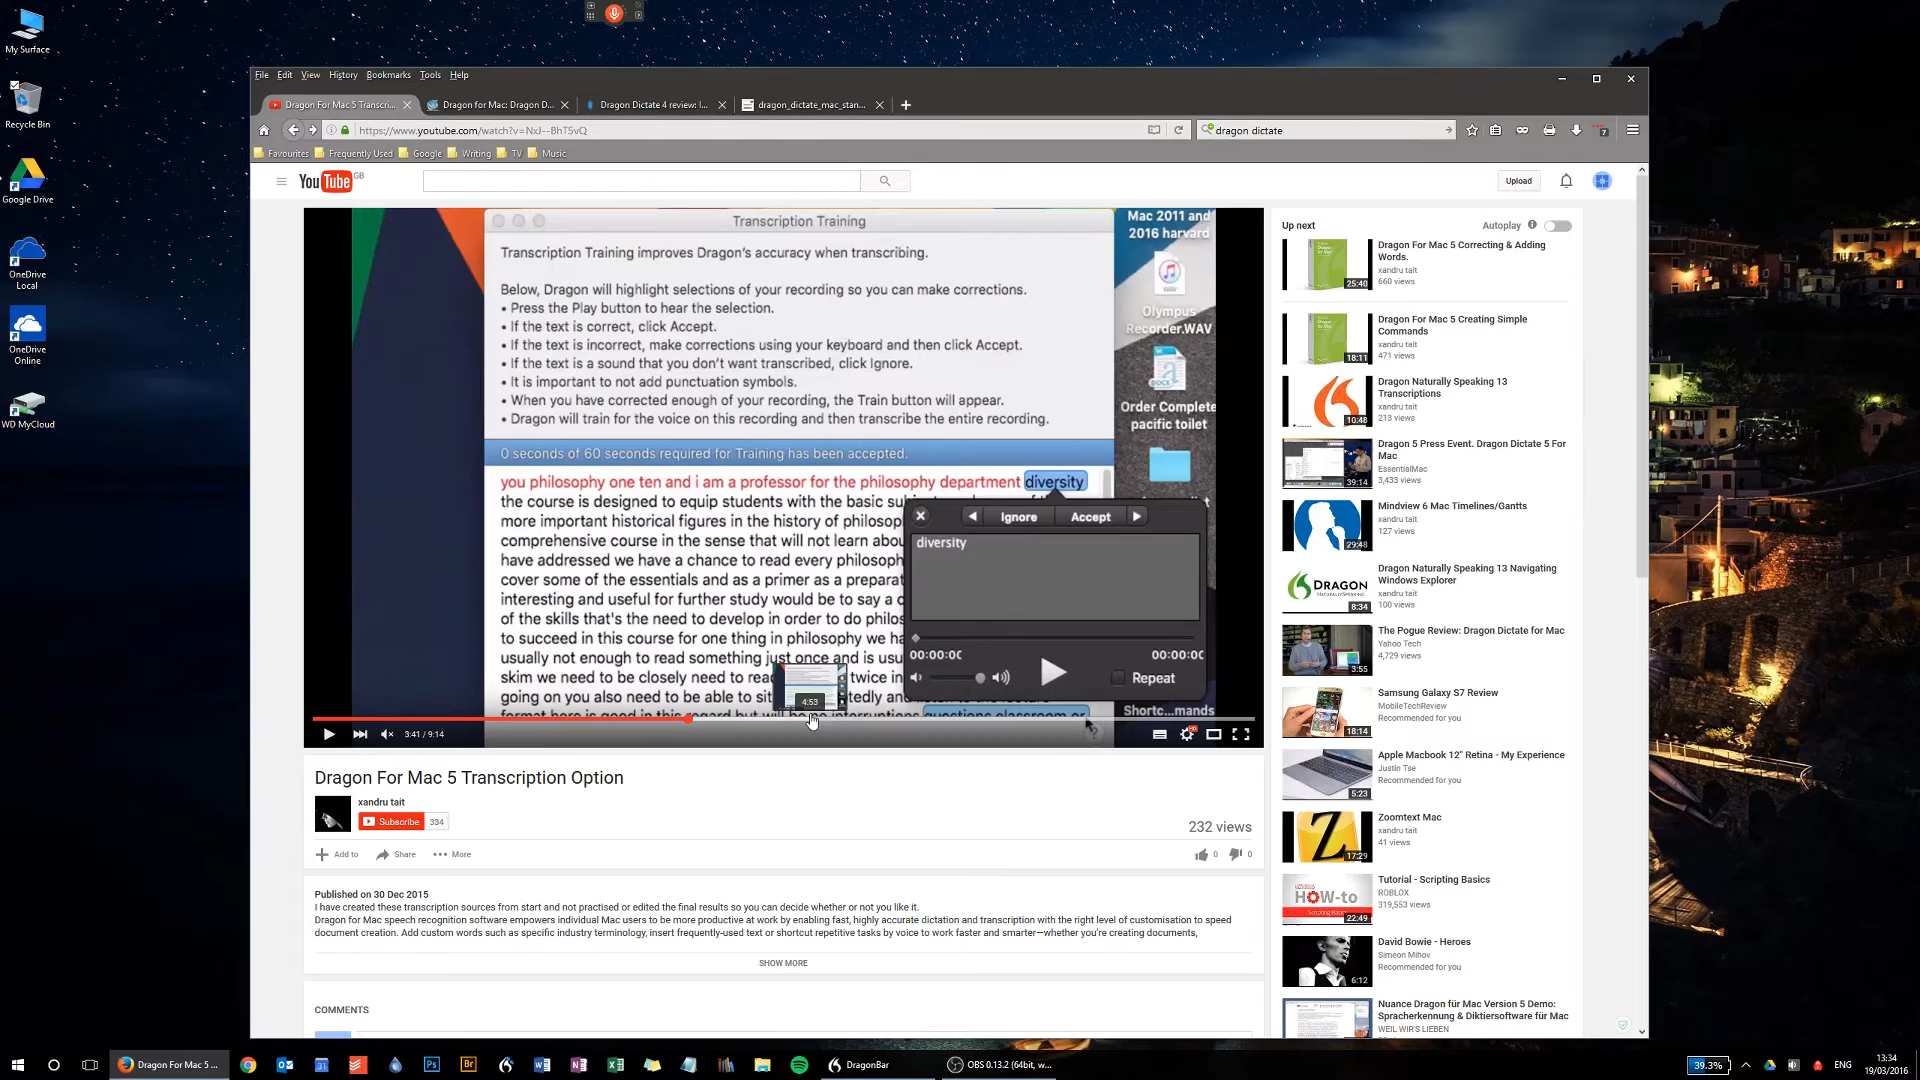 My Surface
Recycle Bin
Google Drive
OneDrive
Local
OneDrive
Online
WD MyCloud
File Edit View History Bookmarks Tools Help
Dragon For Mac 5 Transcri...
Dragon for Mac: Dragon D...
Dragon Dictate 4 review: I...
dragon_dictate_mac_stan...
https://www.youtube.com/watch?v=NxJ--BhT5vQ
dragon dictate
7
Favourites Frequently Used Google Writing TV Music
YouTube GB
Upload
Transcription Training
Transcription Training improves Dragon's accuracy when transcribing.
Below, Dragon will highlight selections of your recording so you can make corrections.
• Press the Play button to hear the selection.
• If the text is correct, click Accept.
• If the text is incorrect, make corrections using your keyboard and then click Accept.
• If the text is a sound that you don't want transcribed, click Ignore.
• It is important to not add punctuation symbols.
• When you have corrected enough of your recording, the Train button will appear.
• Dragon will train for the voice on this recording and then transcribe the entire recording.
0 seconds of 60 seconds required for Training has been accepted.
you philosophy one ten and i am a professor for the philosophy department diversity
the course is designed to equip students with the basic
more important historical figures in the history of philosop
comprehensive course in the sense that will not learn abou
have addressed we have a chance to read every philosoph
cover some of the essentials and as a primer as a preparat
interesting and useful for further study would be to say a c
of the skills that's the need to develop in order to do philos
to succeed in this course for one thing in philosophy we ha
usually not enough to read something just once and is usu
skim we need to be closely need to read twice in
going on you also need to be able to sit tedly and
format here is good in this regard but will be no interruptions questions classroom or
Ignore Accept
diversity
00:00:00
00:00:00
Repeat
Mac 2011 and
2016 harvard
WAV
Olympus
Recorder.WAV
DOCX
Order Complete
pacific toilet
Shortc...mands
4:53
3:41 / 9:14
Dragon For Mac 5 Transcription Option
xandru tait
Subscribe 334
232 views
Add to Share More
0 0
Published on 30 Dec 2015
I have created these transcription sources from start and not practised or edited the final results so you can decide whether or not you like it.
Dragon for Mac speech recognition software empowers individual Mac users to be more productive at work by enabling fast, highly accurate dictation and transcription with the right level of customisation to speed
document creation. Add custom words such as specific industry terminology, insert frequently-used text or shortcut repetitive tasks by voice to work faster and smarter—whether you're creating documents,
SHOW MORE
COMMENTS
Up next
Autoplay
Dragon For Mac 5 Correcting & Adding
Words.
xandru tait
660 views
25:40
Dragon For Mac 5 Creating Simple
Commands
xandru tait
471 views
18:11
Dragon Naturally Speaking 13
Transcriptions
xandru tait
213 views
10:48
Dragon 5 Press Event. Dragon Dictate 5 For
Mac
EssentialMac
3,433 views
39:14
Mindview 6 Mac Timelines/Gantts
xandru tait
127 views
29:48
Dragon Naturally Speaking 13 Navigating
Windows Explorer
xandru tait
100 views
DRAGON
8:34
The Pogue Review: Dragon Dictate for Mac
Yahoo Tech
4,729 views
3:55
Samsung Galaxy S7 Review
MobileTechReview
Recommended for you
18:14
Apple Macbook 12" Retina - My Experience
Justin Tse
Recommended for you
5:23
Zoomtext Mac
xandru tait
41 views
Z
17:29
Tutorial - Scripting Basics
ROBLOX
319,553 views
HOW-to
22:49
David Bowie - Heroes
Simeon Mihov
Recommended for you
6:12
Nuance Dragon für Mac Version 5 Demo:
Spracherkennung & Diktiersoftware für Mac
WEIL WIR'S LIEBEN
Dragon For Mac 5 ...
DragonBar
OBS 0.13.2 (64bit, w...
39.3%
ENG
13:34
19/03/2016